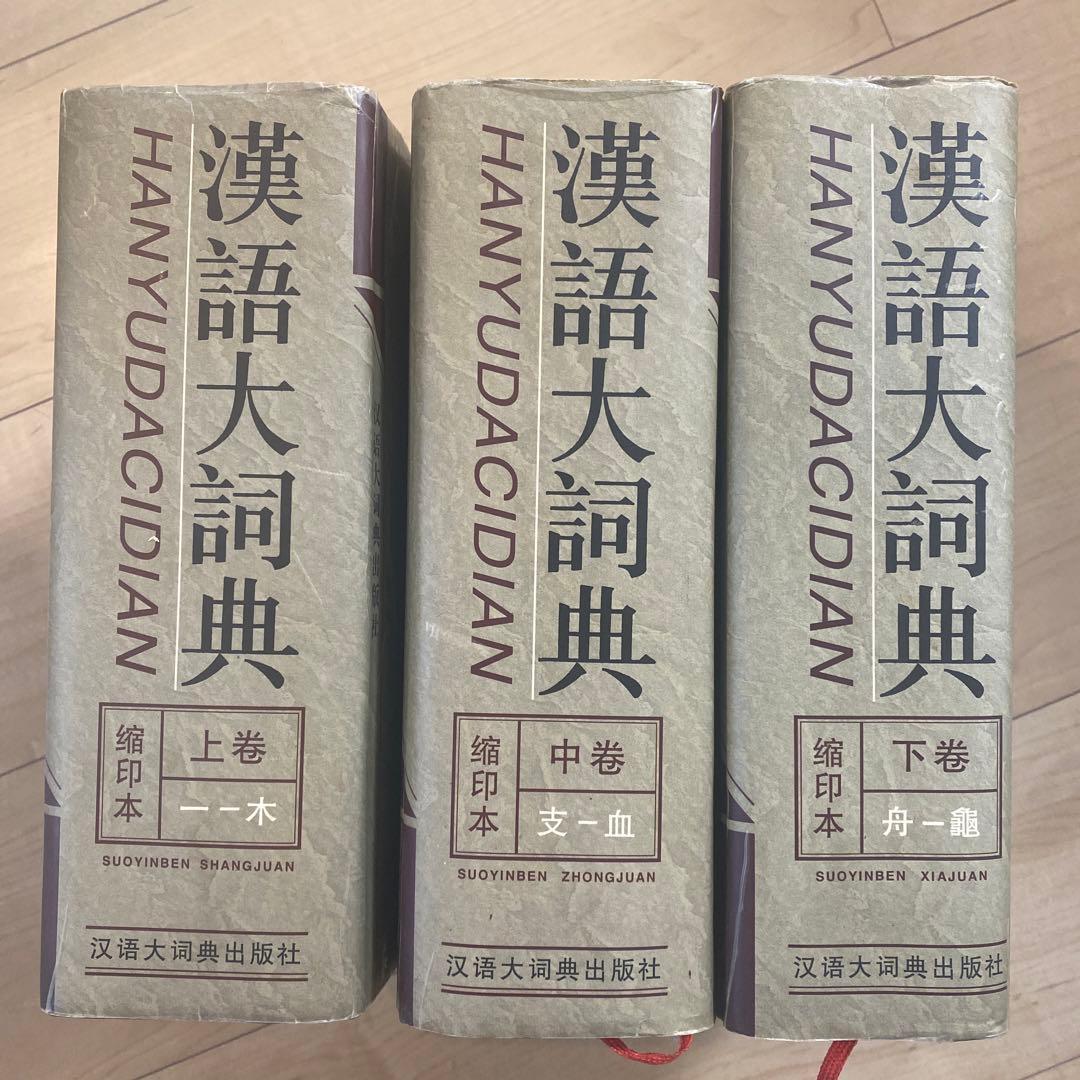 漢語大詞典
HANYUDACIDIAN
缩印本
上卷
一－木
SUOYINBEN SHANGJUAN
汉语大词典出版社
漢語大詞典
HANYUDACIDIAN
缩印本
中卷
支－血
SUOYINBEN ZHONGJUAN
汉语大词典出版社
漢語大詞典
HANYUDACIDIAN
缩印本
下卷
舟－龜
SUOYINBEN XIAJUAN
汉语大词典出版社